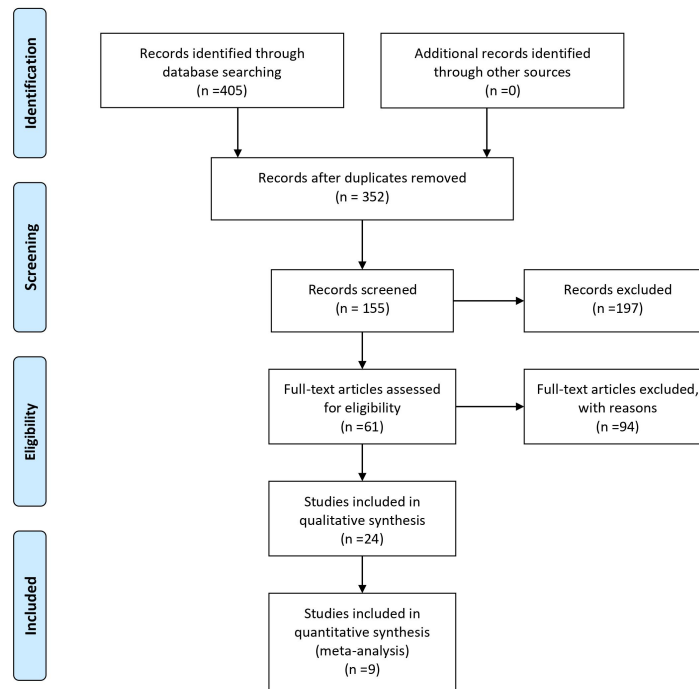 Identification
Records identified through
database searching
(n =405)
Additional records identified
through other sources
(n =0)
Records after duplicates removed
(n = 352)
Screening
Records screened
(n = 155)
Records excluded
(n =197)
Eligibility
Full-text articles assessed
for eligibility
(n =61)
Full-text articles excluded,
with reasons
(n =94)
Studies included in
qualitative synthesis
(n =24)
Included
Studies included in
quantitative synthesis
(meta-analysis)
(n =9)